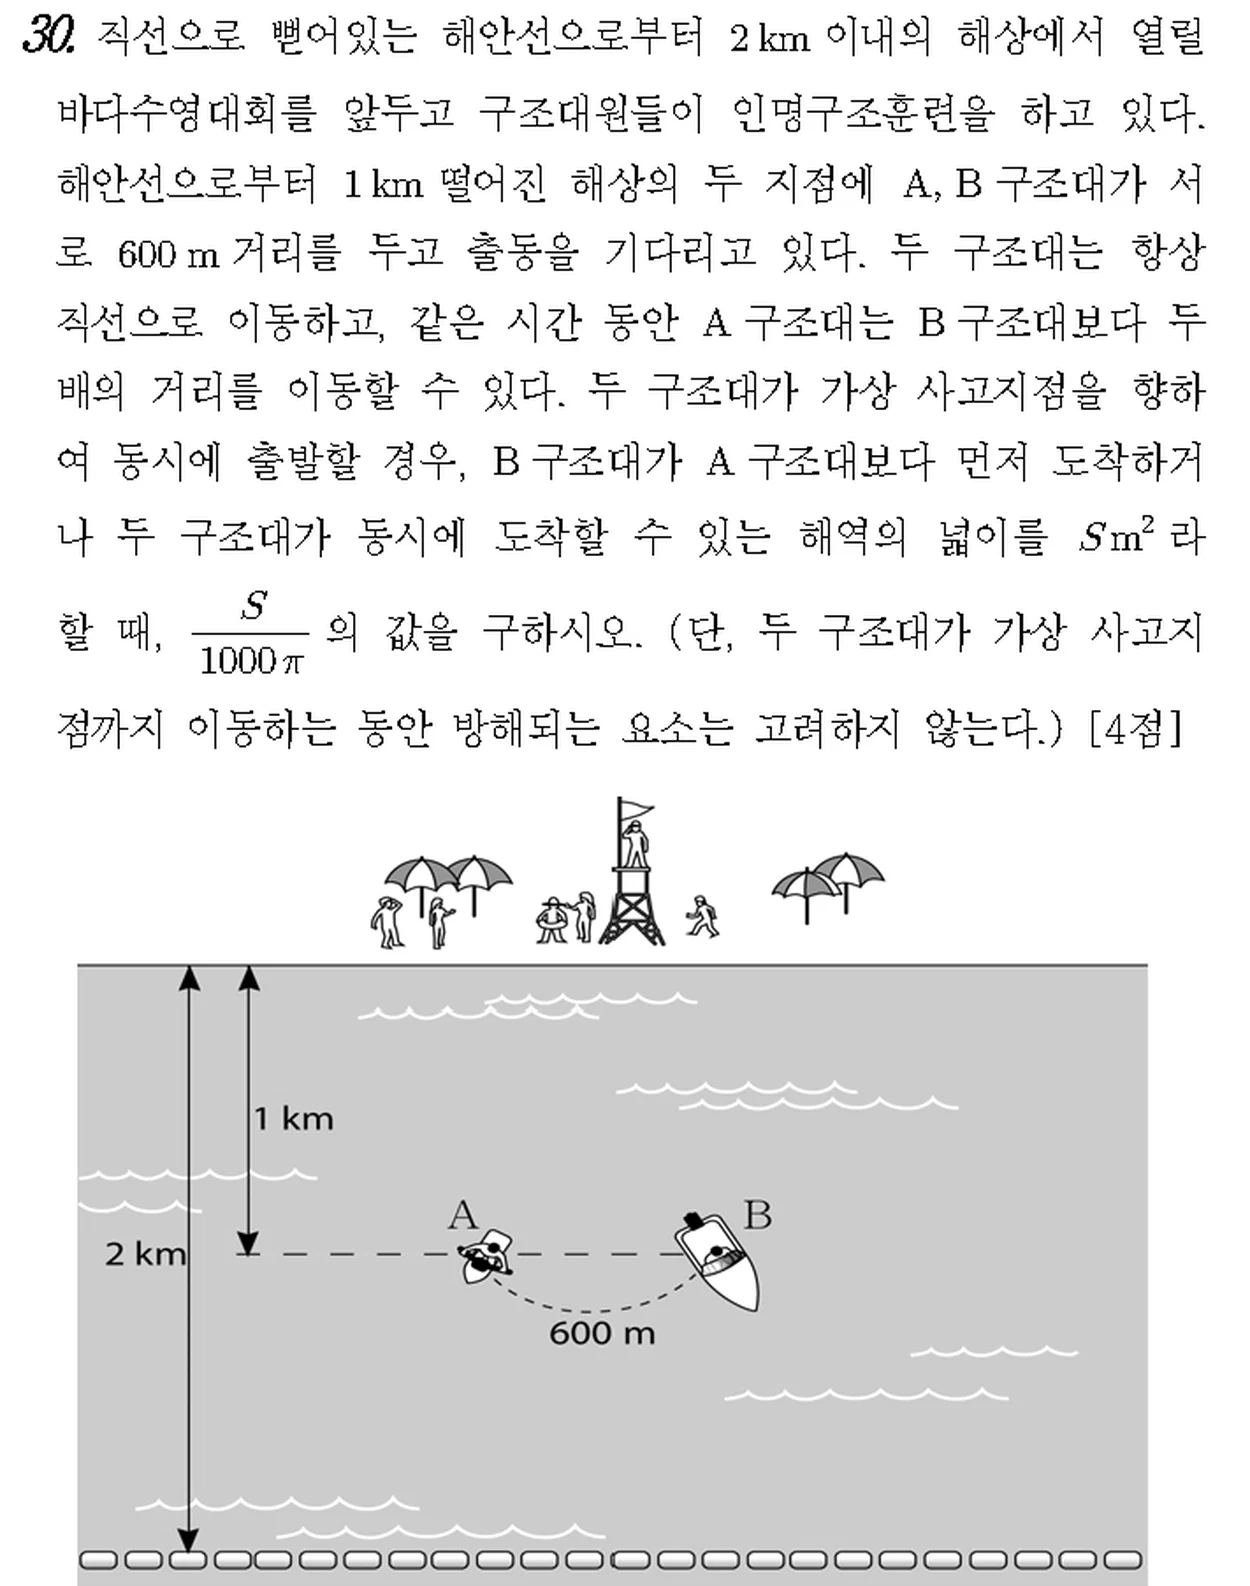 30. 직선으로 뻗어있는 해안선으로부터 2 km 이내의 해상에서 열릴
바다수영대회를 앞두고 구조대원들이 인명구조훈련을 하고 있다.
해안선으로부터 1 km 떨어진 해상의 두 지점에 A, B 구조대가 서
로 600 m 거리를 두고 출동을 기다리고 있다. 두 구조대는 항상
직선으로 이동하고, 같은 시간 동안 A 구조대는 B 구조대보다 두
배의 거리를 이동할 수 있다. 두 구조대가 가상 사고지점을 향하
여 동시에 출발할 경우, B 구조대가 A 구조대보다 먼저 도착하거
나 두 구조대가 동시에 도착할 수 있는 해역의 넓이를 S m² 라
할 때, S/1000π 의 값을 구하시오. (단, 두 구조대가 가상 사고지
점까지 이동하는 동안 방해되는 요소는 고려하지 않는다.) [4점]
1 km
A
B
2 km
600 m